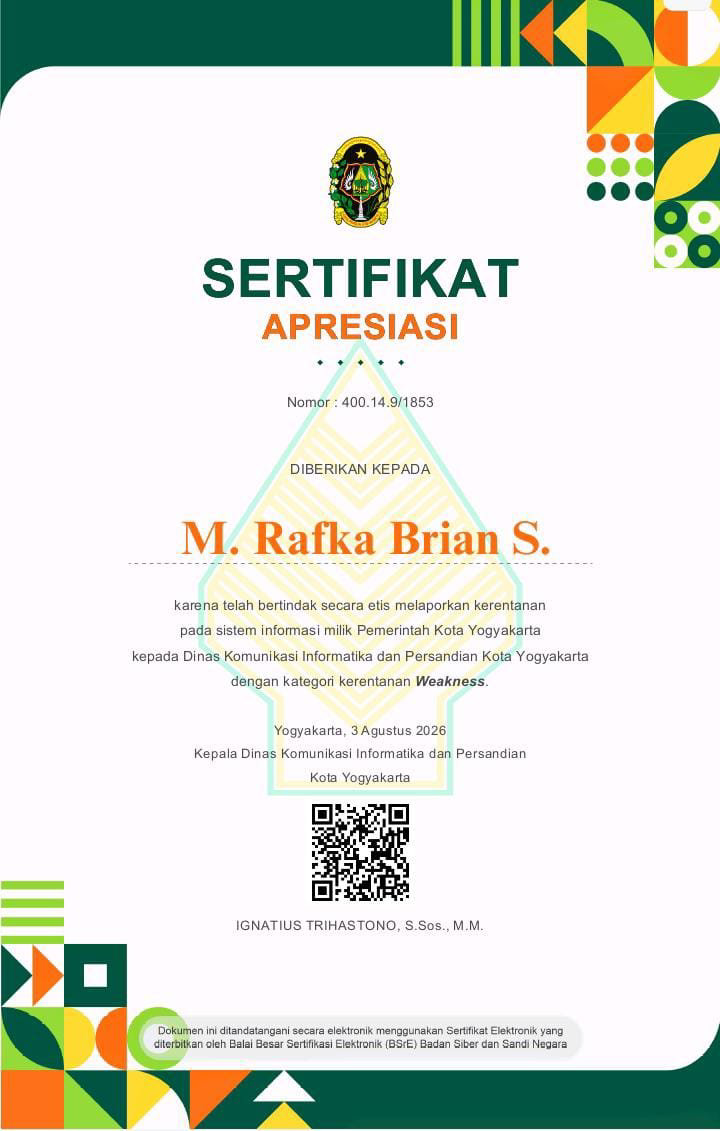 SERTIFIKAT
APRESIASI
Nomor : 400.14.9/1853
DIBERIKAN KEPADA
M. Rafka Brian S.
karena telah bertindak secara etis melaporkan kerentanan
pada sistem informasi milik Pemerintah Kota Yogyakarta
kepada Dinas Komunikasi Informatika dan Persandian Kota Yogyakarta
dengan kategori kerentanan Weakness.
Yogyakarta, 3 Agustus 2026
Kepala Dinas Komunikasi Informatika dan Persandian
Kota Yogyakarta
IGNATIUS TRIHASTONO, S.Sos., M.M.
Dokumen ini ditandatangani secara elektronik menggunakan Sertifikat Elektronik yang
diterbitkan oleh Balai Besar Sertifikasi Elektronik (BSrE) Badan Siber dan Sandi Negara